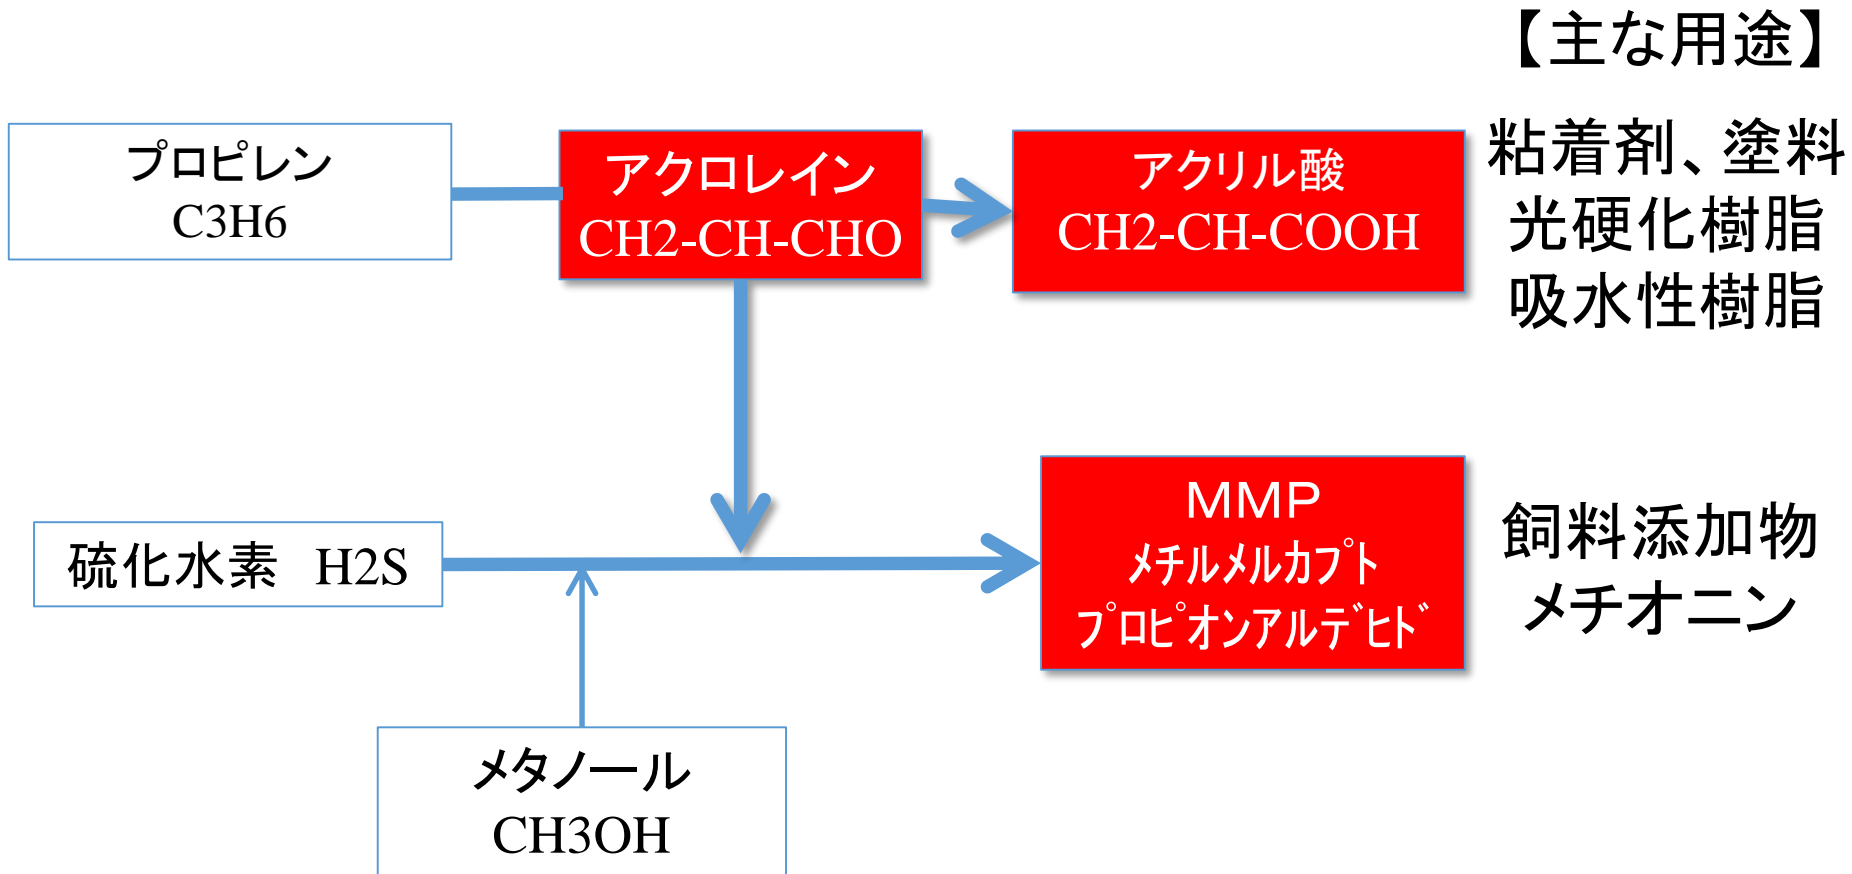 【主な用途】
プロピレン
C3H6
アクロレイン
CH2-CH-CHO
アクリル酸
CH2-CH-COOH
粘着剤、塗料
光硬化樹脂
吸水性樹脂
硫化水素　H2S
ＭＭＰ
ﾒﾁﾙﾒﾙｶﾌﾟﾄ
ﾌﾟﾛﾋﾟｵﾝｱﾙﾃﾞﾋﾄﾞ
飼料添加物
メチオニン
メタノール
CH3OH